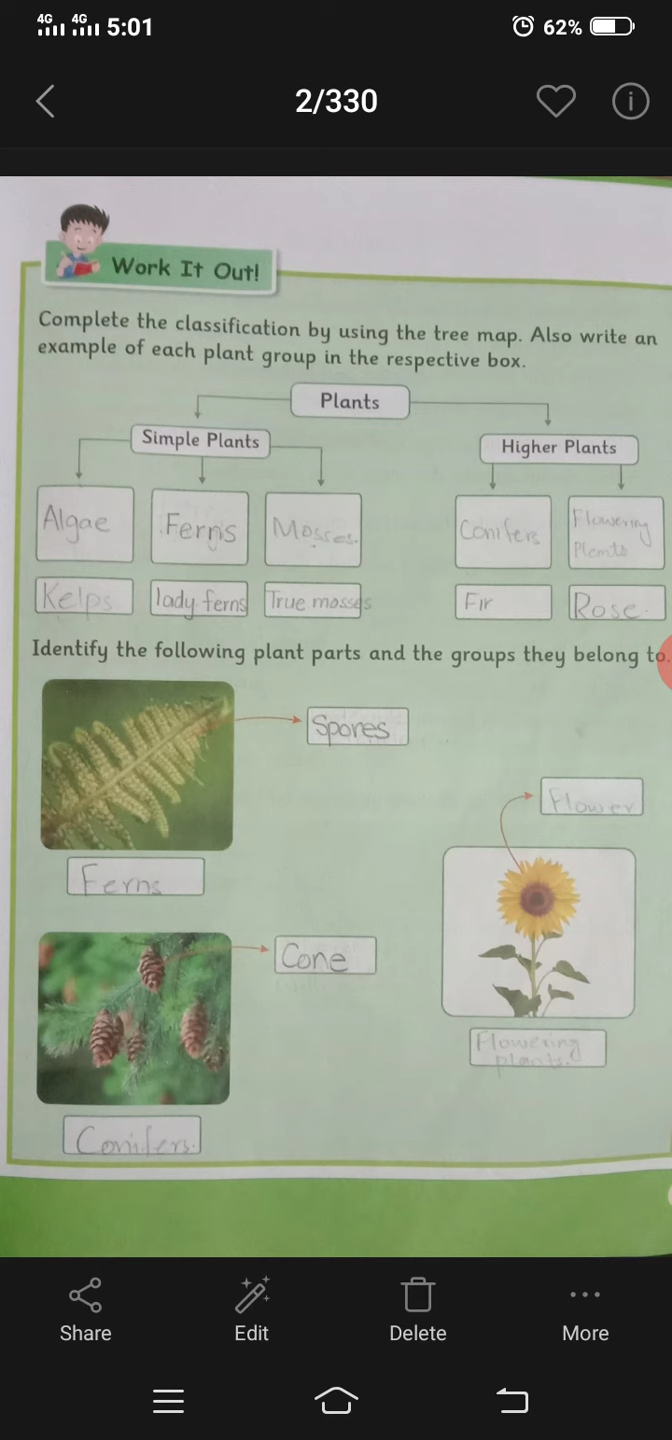 4G 4G 5:01 62%
2/330
Work It Out!
Complete the classification by using the tree map. Also write an
example of each plant group in the respective box.
Plants
Simple Plants
Higher Plants
Algae
Ferns
Mosses.
Conifers
Flowering
Plemts
Kelps
lady ferns
True mosses
Fir
Rose.
Identify the following plant parts and the groups they belong to.
Spores
Flower
Ferns
Cone
Flowering
plants.
Conifers.
Share
Edit
Delete
More